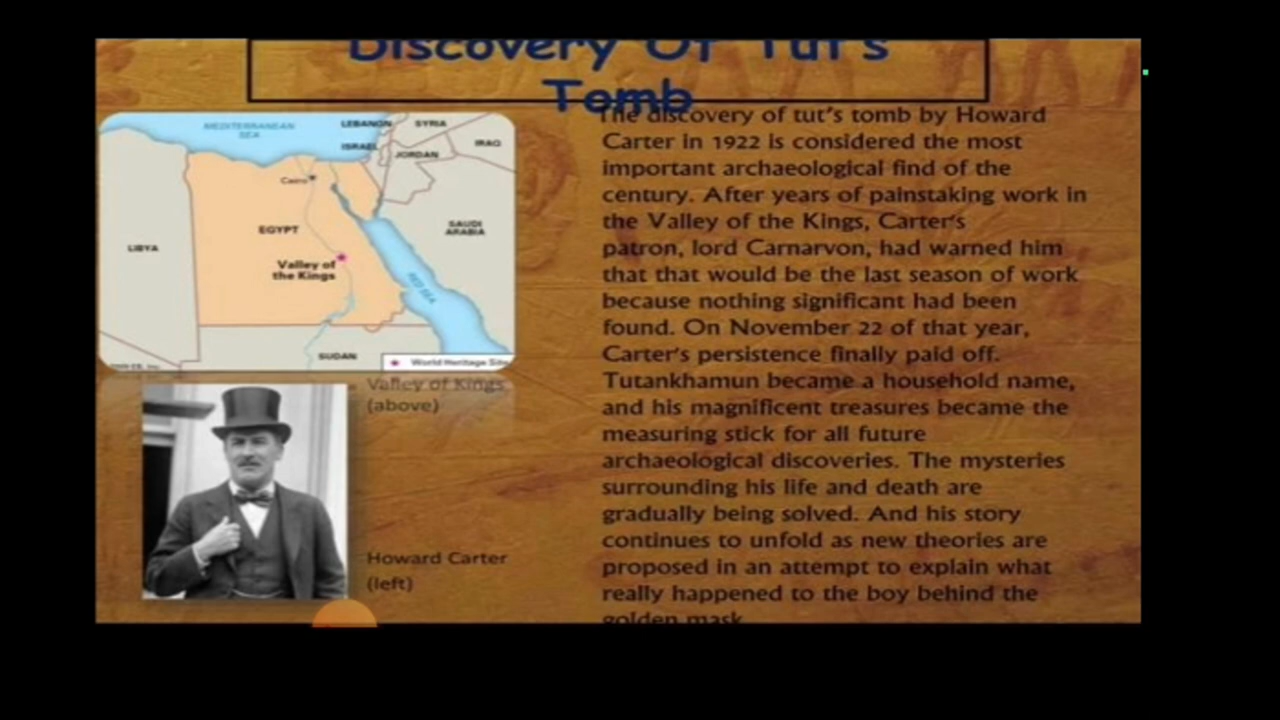 Discovery Of Tut's
Tomb
MEDITERRANEAN
SEA
LEBANON
SYRIA
ISRAEL
JORDAN
IRAQ
Cairo
EGYPT
LIBYA
SAUDI
ARABIA
Valley of
the Kings
RED SEA
SUDAN
World Heritage Site
Valley of Kings
(above)
Howard Carter
(left)
The discovery of tut's tomb by Howard
Carter in 1922 is considered the most
important archaeological find of the
century. After years of painstaking work in
the Valley of the Kings, Carter's
patron, lord Carnarvon, had warned him
that that would be the last season of work
because nothing significant had been
found. On November 22 of that year,
Carter's persistence finally paid off.
Tutankhamun became a household name,
and his magnificent treasures became the
measuring stick for all future
archaeological discoveries. The mysteries
surrounding his life and death are
gradually being solved. And his story
continues to unfold as new theories are
proposed in an attempt to explain what
really happened to the boy behind the
golden mask